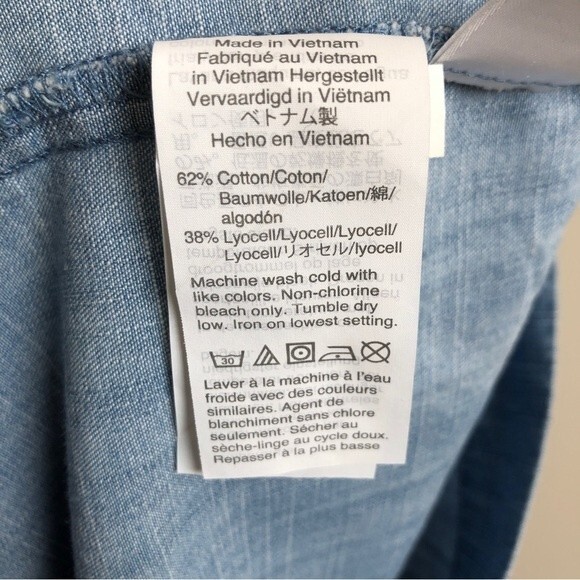 Made in Vietnam
Fabriqué au Vietnam
in Vietnam Hergestellt
Vervaardigd in Viëtnam
ベトナム製
Hecho en Vietnam
62% Cotton/Coton/
Baumwolle/Katoen/綿/
algodón
38% Lyocell/Lyocell/Lyocell/
Lyocell/リオセル/lyocell
Machine wash cold with
like colors. Non-chlorine
bleach only. Tumble dry
low. Iron on lowest setting.
30
Laver à la machine à l'eau
froide avec des couleurs
similaires. Agent de
blanchiment sans chlore
seulement. Sécher au
sèche-linge au cycle doux.
Repasser à la plus basse